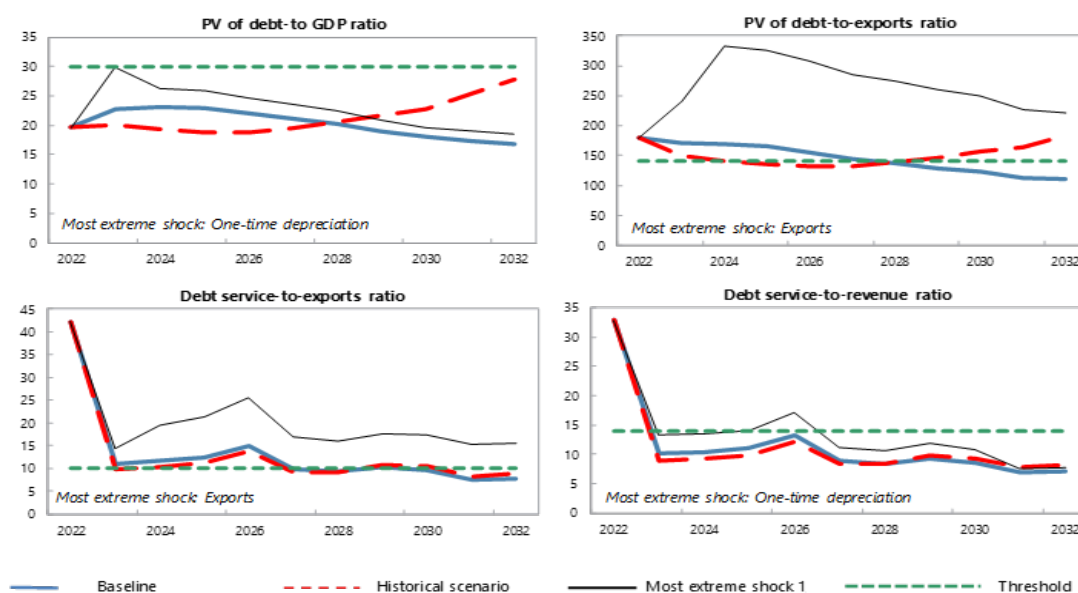 PV of debt-to GDP ratio
35
30
25
20
15
10
5
0
Most extreme shock: One-time depreciation
2022 2024 2026 2028 2030 2032
PV of debt-to-exports ratio
350
300
250
200
150
100
50
0
Most extreme shock: Exports
2022 2024 2026 2028 2030 2032
Debt service-to-exports ratio
45
40
35
30
25
20
15
10
5
0
Most extreme shock: Exports
2022 2024 2026 2028 2030 2032
Debt service-to-revenue ratio
35
30
25
20
15
10
5
0
Most extreme shock: One-time depreciation
2022 2024 2026 2028 2030 2032
Baseline Historical scenario Most extreme shock 1 Threshold